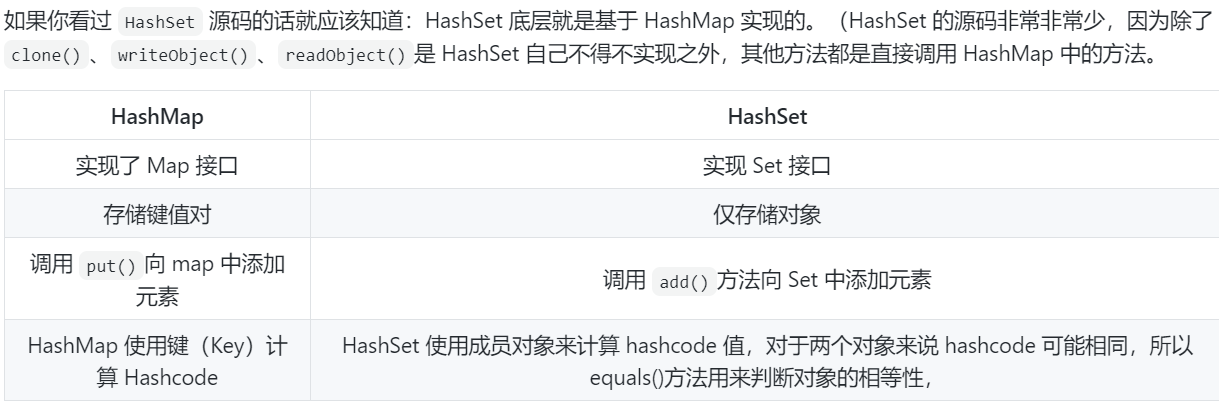 如果你看过 HashSet 源码的话就应该知道：HashSet 底层就是基于 HashMap 实现的。（HashSet 的源码非常非常少，因为除了
clone()、writeObject()、readObject()是 HashSet 自己不得不实现之外，其他方法都是直接调用 HashMap 中的方法。
HashMap HashSet
实现了 Map 接口 实现 Set 接口
存储键值对 仅存储对象
调用 put()向 map 中添加
元素
调用 add()方法向 Set 中添加元素
HashMap 使用键（Key）计
算 Hashcode
HashSet 使用成员对象来计算 hashcode 值，对于两个对象来说 hashcode 可能相同，所以
equals()方法用来判断对象的相等性，